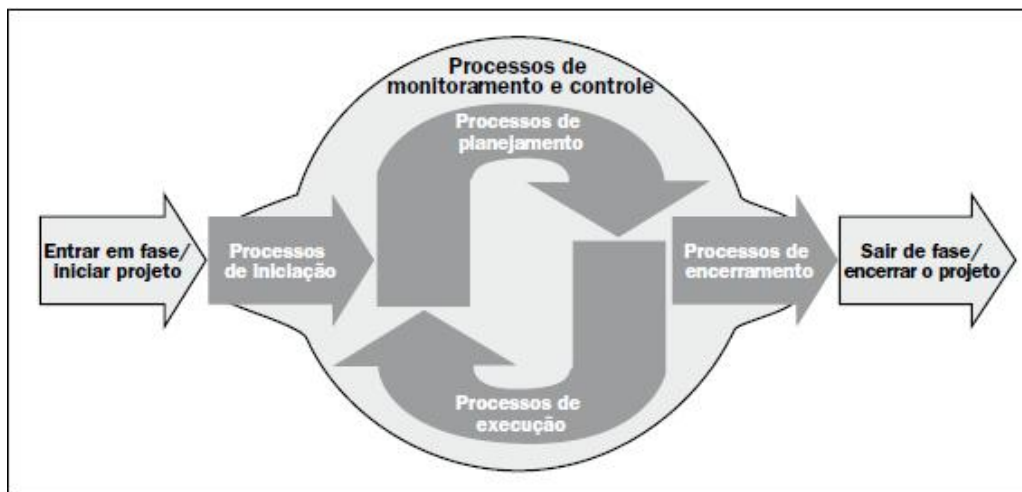 Processos de
monitoramento e controle
Processos de
planejamento
Entrar em fase/
iniciar projeto
Processos
de iniciação
Processos de
encerramento
Sair de fase/
encerrar o projeto
Processos de
execução